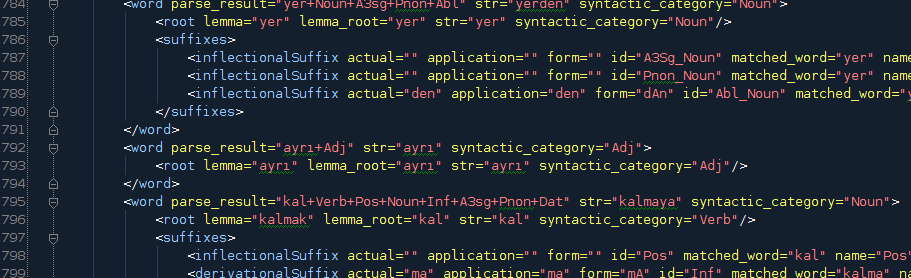 784 <word parse_result="yer+Noun+A3sg+Pnon+Abl" str="yerden" syntactic_category="Noun">
785 <root lemma="yer" lemma_root="yer" str="yer" syntactic_category="Noun"/>
786 <suffixes>
787 <inflectionalSuffix actual="" application="" form="" id="A3Sg_Noun" matched_word="yer" name
788 <inflectionalSuffix actual="" application="" form="" id="Pnon_Noun" matched_word="yer" name
789 <inflectionalSuffix actual="den" application="den" form="dAn" id="Abl_Noun" matched_word="y
790 </suffixes>
791 </word>
792 <word parse_result="ayrı+Adj" str="ayrı" syntactic_category="Adj">
793 <root lemma="ayrı" lemma_root="ayrı" str="ayrı" syntactic_category="Adj"/>
794 </word>
795 <word parse_result="kal+Verb+Pos+Noun+Inf+A3sg+Pnon+Dat" str="kalmaya" syntactic_category="Noun">
796 <root lemma="kalmak" lemma_root="kal" str="kal" syntactic_category="Verb"/>
797 <suffixes>
798 <inflectionalSuffix actual="" application="" form="" id="Pos" matched_word="kal" name="Pos"
799 <derivationalSuffix actual="ma" application="ma" form="mA" id="Inf" matched_word="kalma" na